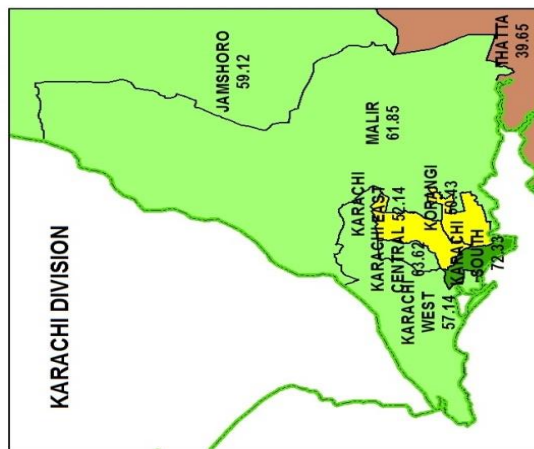 KARACHI DIVISION
JAMSHORO
59.12
THATTA
39.65
MALIR
61.85
KARACHI
EAST
52.14
KARACHI
CENTRAL
63.62
KORANGI
KARACHI
WEST
57.14
KARACHI
SOUTH
72.33